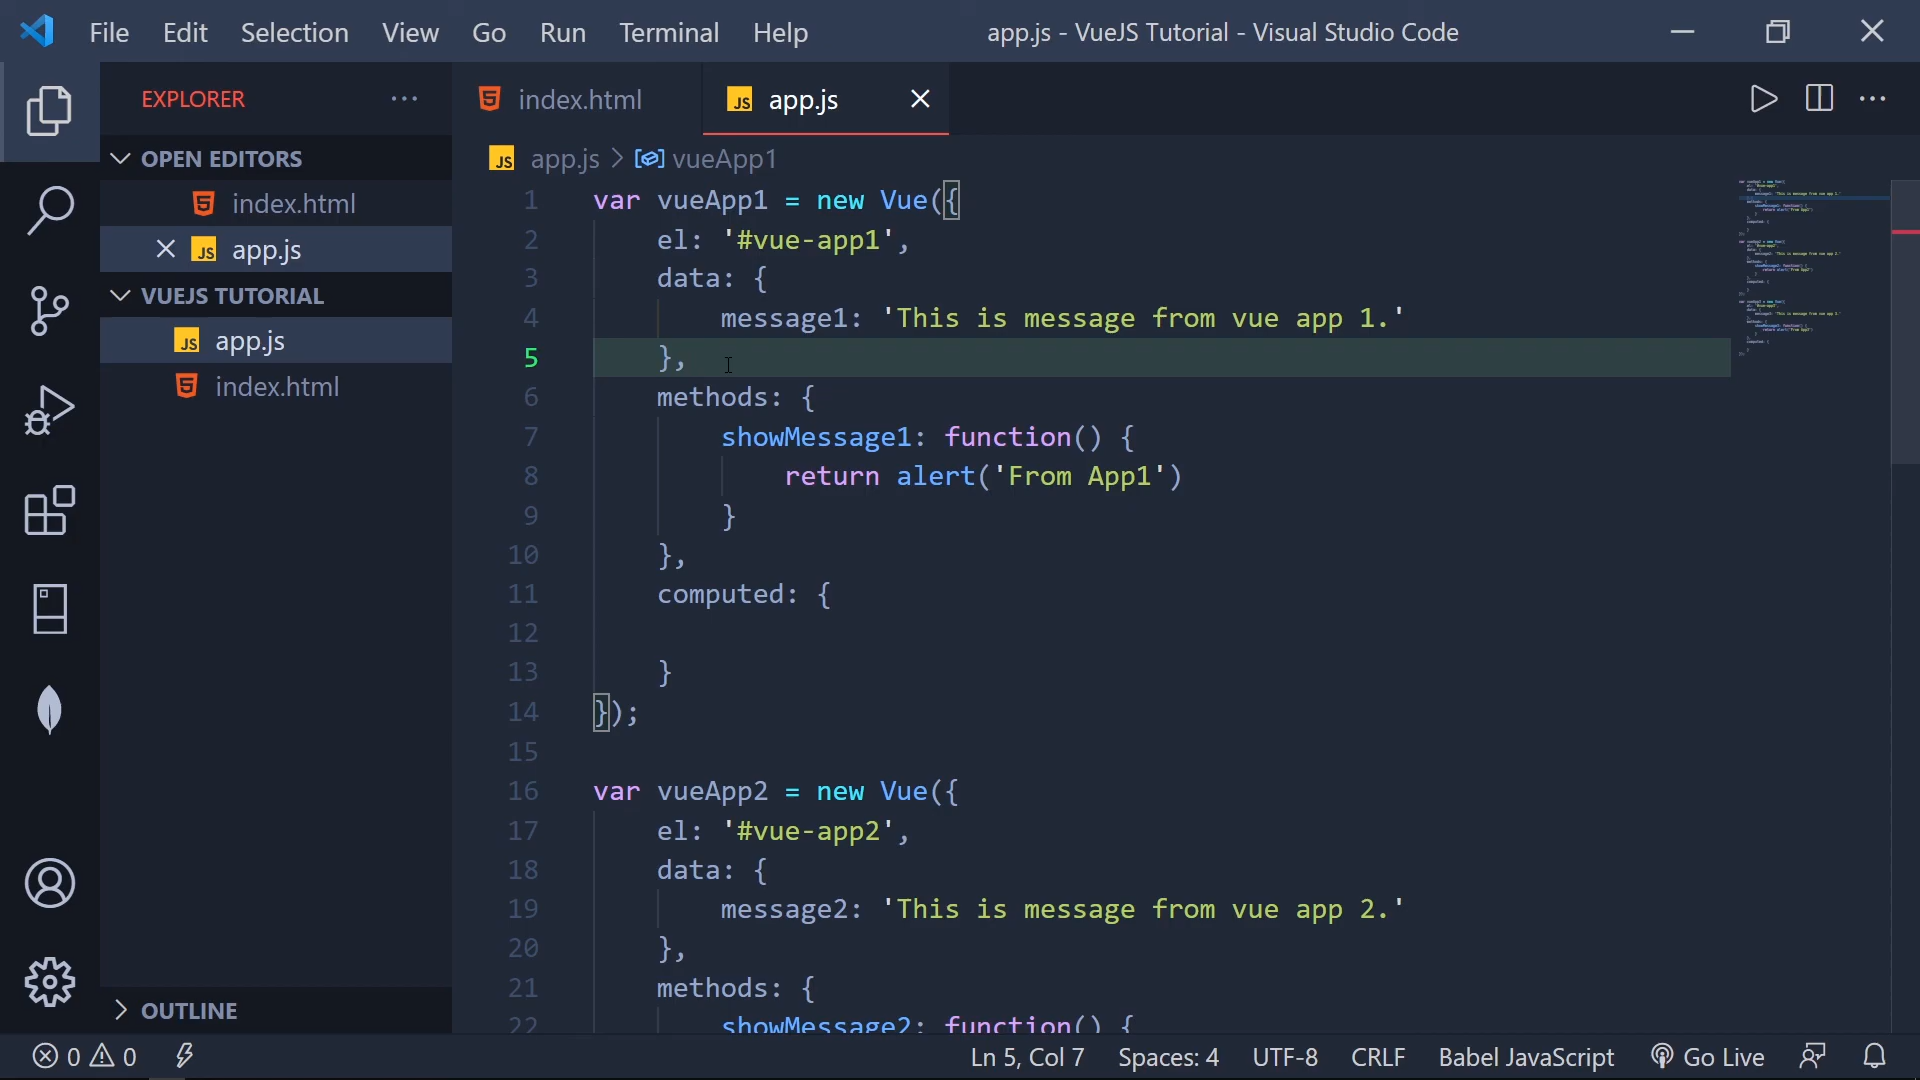 File Edit Selection View Go Run Terminal Help app.js - VueJS Tutorial - Visual Studio Code
EXPLORER
OPEN EDITORS
index.html
app.js
VUEJS TUTORIAL
app.js
index.html
OUTLINE
index.html app.js
app.js > vueApp1
1 var vueApp1 = new Vue({
2 el: '#vue-app1',
3 data: {
4 message1: 'This is message from vue app 1.'
5 },
6 methods: {
7 showMessage1: function() {
8 return alert('From App1')
9 }
10 },
11 computed: {
12
13 }
14 });
15
16 var vueApp2 = new Vue({
17 el: '#vue-app2',
18 data: {
19 message2: 'This is message from vue app 2.'
20 },
21 methods: {
22 showMessage2: function() {
0 0 Ln 5, Col 7 Spaces: 4 UTF-8 CRLF Babel JavaScript Go Live